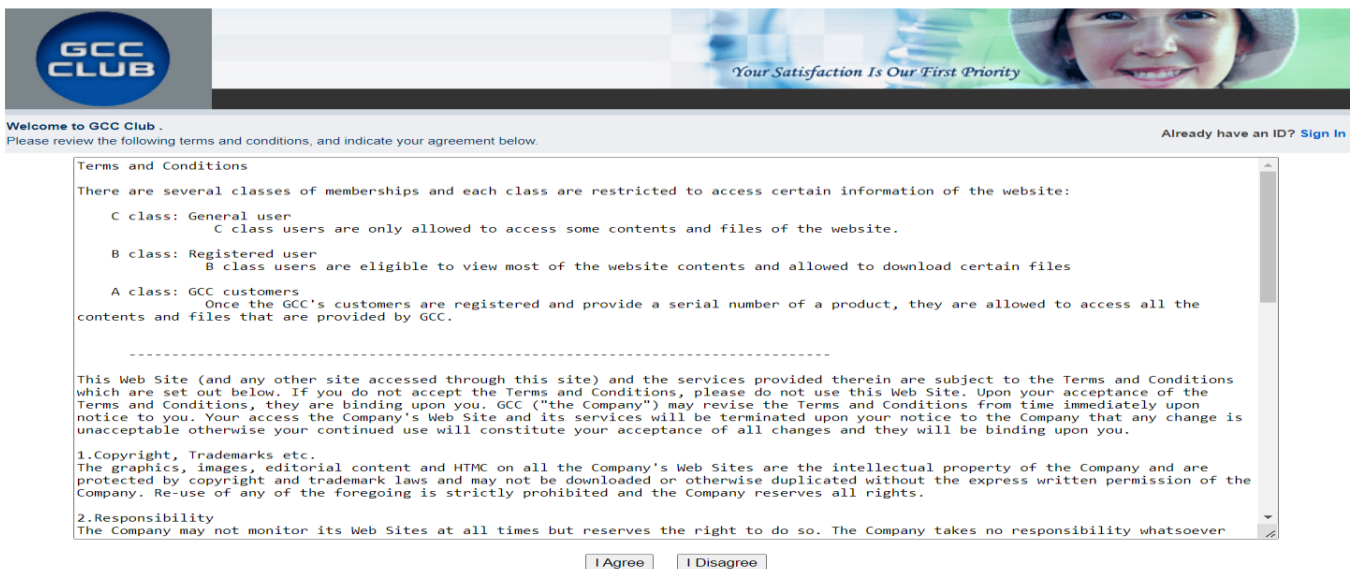 GCC
CLUB
Your Satisfaction Is Our First Priority
Welcome to GCC Club .
Please review the following terms and conditions, and indicate your agreement below.
Already have an ID? Sign In
Terms and Conditions
There are several classes of memberships and each class are restricted to access certain information of the website:
C class: General user
C class users are only allowed to access some contents and files of the website.
B class: Registered user
B class users are eligible to view most of the website contents and allowed to download certain files
A class: GCC customers
Once the GCC's customers are registered and provide a serial number of a product, they are allowed to access all the
contents and files that are provided by GCC.
----------------------------------------------------------------------------------
This Web Site (and any other site accessed through this site) and the services provided therein are subject to the Terms and Conditions
which are set out below. If you do not accept the Terms and Conditions, please do not use this Web Site. Upon your acceptance of the
Terms and Conditions, they are binding upon you. GCC ("the Company") may revise the Terms and Conditions from time immediately upon
notice to you. Your access the Company's Web Site and its services will be terminated upon your notice to the Company that any change is
unacceptable otherwise your continued use will constitute your acceptance of all changes and they will be binding upon you.
1.Copyright, Trademarks etc.
The graphics, images, editorial content and HTMC on all the Company's Web Sites are the intellectual property of the Company and are
protected by copyright and trademark laws and may not be downloaded or otherwise duplicated without the express written permission of the
Company. Re-use of any of the foregoing is strictly prohibited and the Company reserves all rights.
2.Responsibility
The Company may not monitor its Web Sites at all times but reserves the right to do so. The Company takes no responsibility whatsoever
I Agree
I Disagree